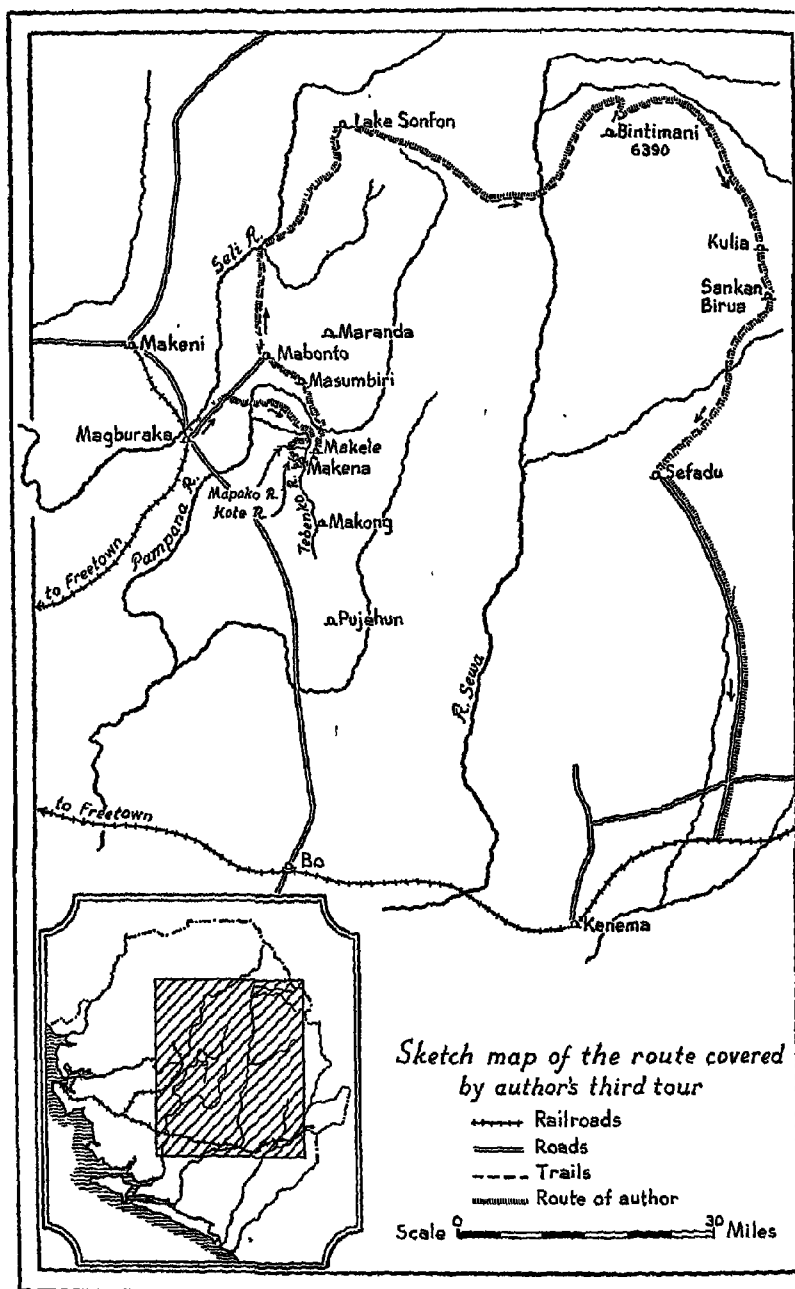 Lake Sonfon
Bintimani
6390
Seli R.
Kulia
Sankan
Birua
Makeni
Maranda
Mabonto
Masumbiri
Magburaka
Makele
Makena
Mapako R.
Kote R.
Tebenko R.
Sefadu
Pampana R.
Makong
to Freetown
Pujehun
R. Sewa
to Freetown
Bo
Kenema
Sketch map of the route covered
by author's third tour
Railroads
Roads
Trails
Route of author
Scale 0 30 Miles